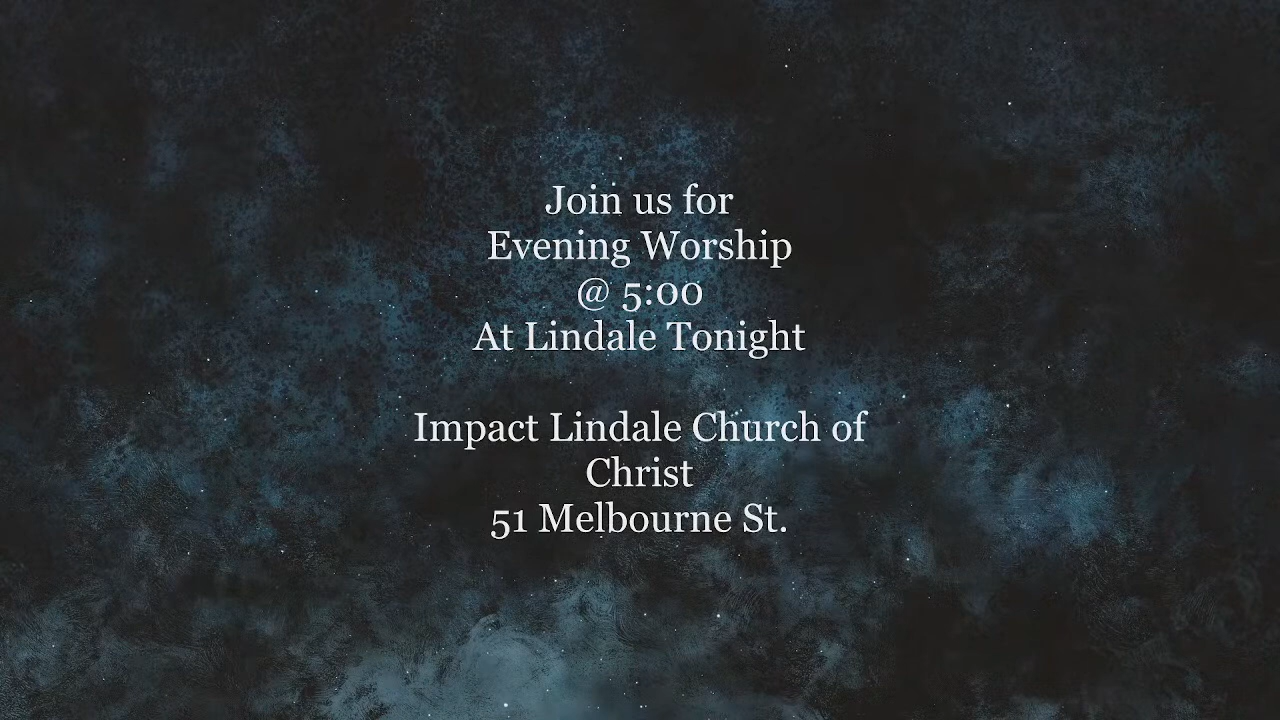 Join us for
Evening Worship
@ 5:00
At Lindale Tonight
Impact Lindale Church of
Christ
51 Melbourne St.